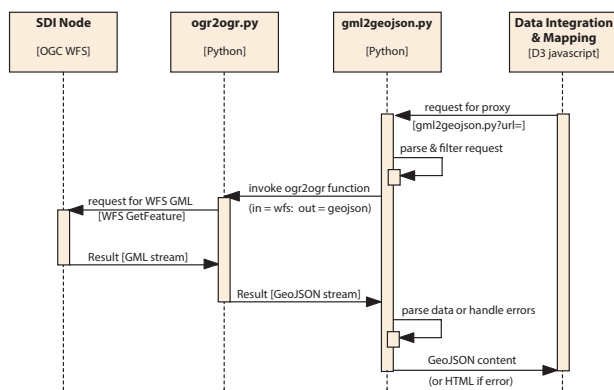 SDI Node
[OGC WFS]
ogr2ogr.py
[Python]
gml2geojson.py
[Python]
Data Integration
& Mapping
[D3 javascript]
request for proxy
[gml2geojson.py?url=]
parse & filter request
invoke ogr2ogr function
(in = wfs: out = geojson)
request for WFS GML
[WFS GetFeature]
Result [GML stream]
Result [GeoJSON stream]
parse data or handle errors
GeoJSON content
(or HTML if error)